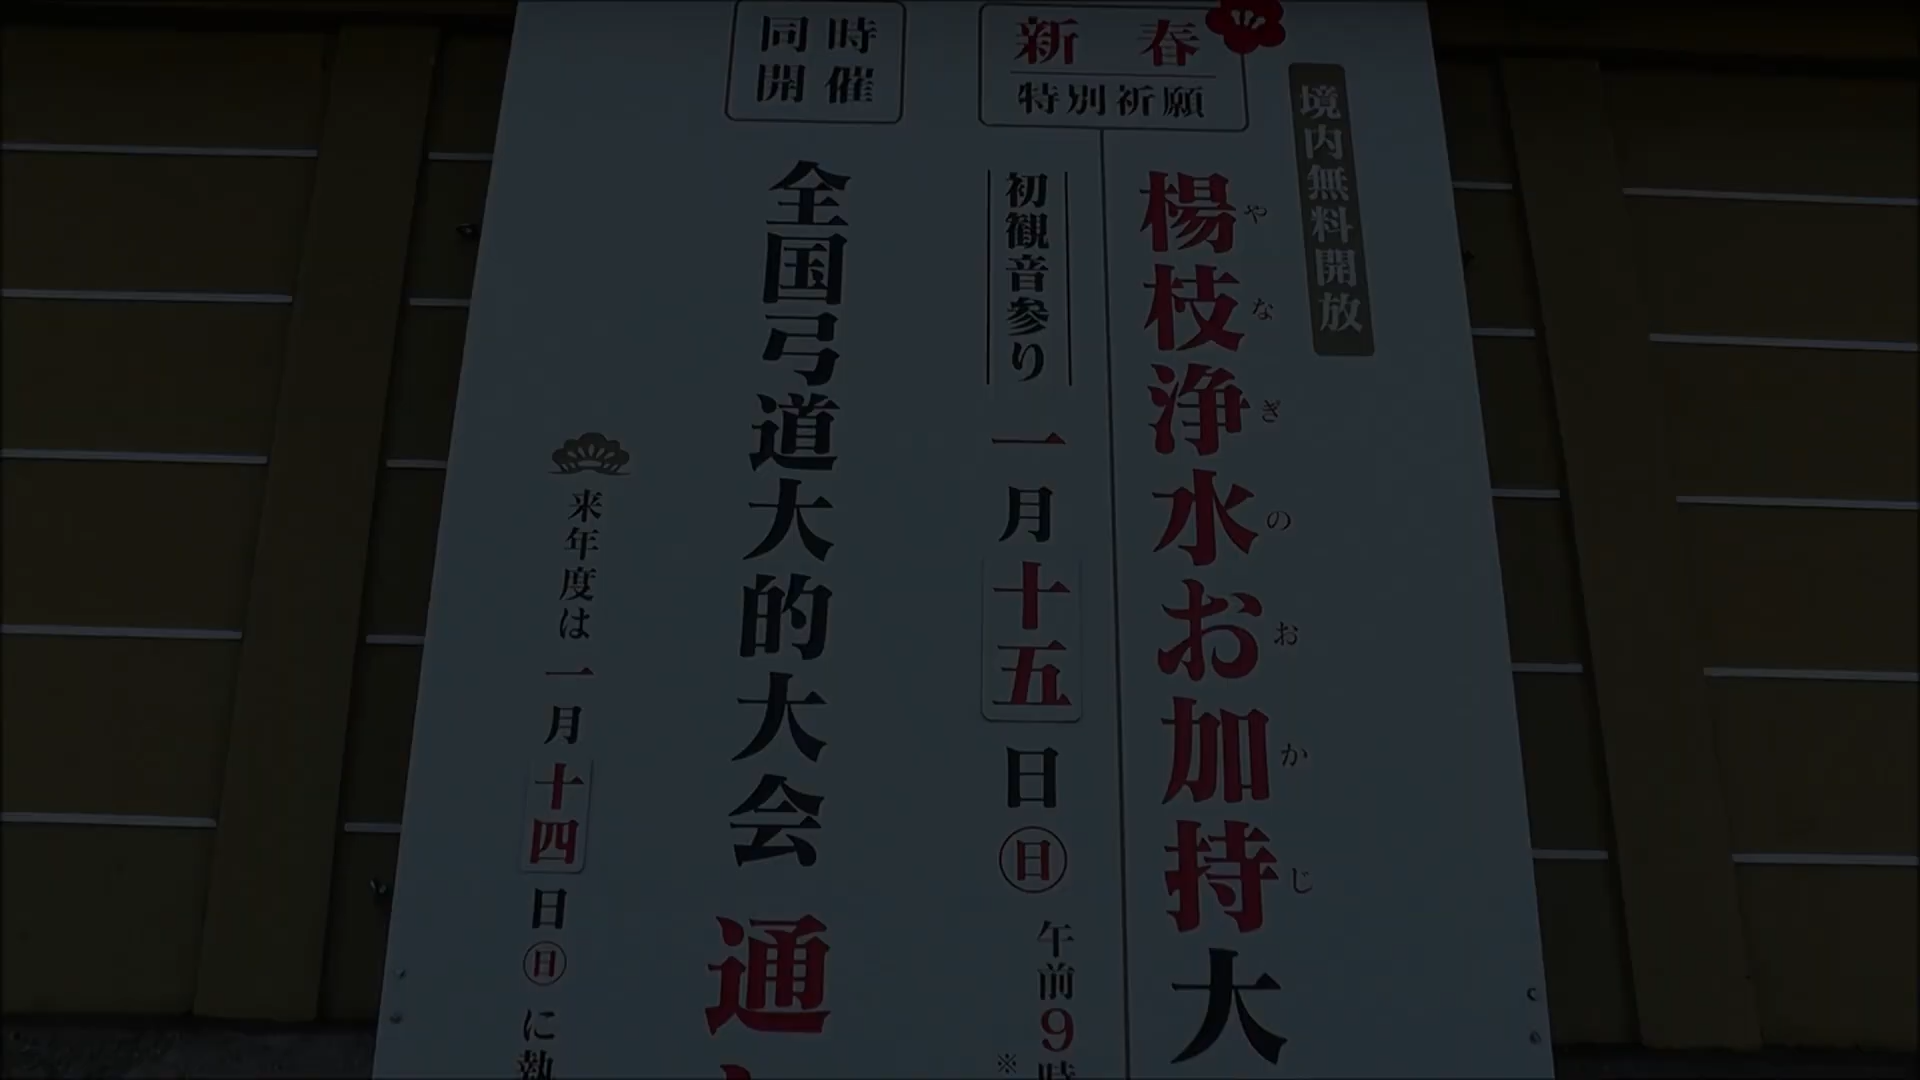 境内無料開放
新春
特別祈願
楊枝浄水お加持大
やなぎのおかじ
初観音参り
一月十五日㊐
午前9時
※
同時
開催
全国弓道大的大会
通
来年度は一月十四日㊐に執